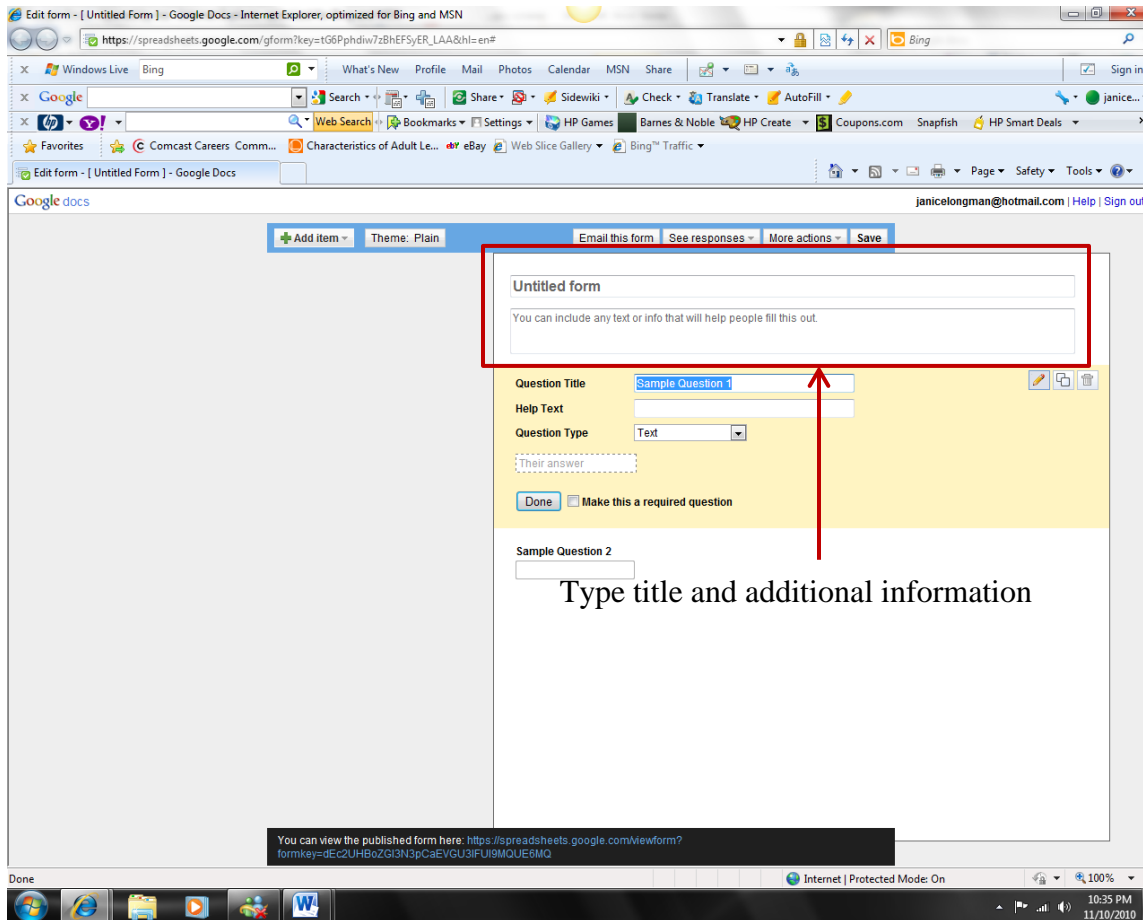 Edit form - [ Untitled Form ] - Google Docs - Internet Explorer, optimized for Bing and MSN
https://spreadsheets.google.com/gform?key=tG6Pphdiw7zBhEFSyER_LAA&hl=en# Bing
x Windows Live Bing What's New Profile Mail Photos Calendar MSN Share Sign in
x Google Search Share Sidewiki Check Translate AutoFill janice...
x hp Y! Web Search Bookmarks Settings HP Games Barnes & Noble HP Create Coupons.com Snapfish HP Smart Deals
Favorites Comcast Careers Comm... Characteristics of Adult Le... eBay Web Slice Gallery Bing™ Traffic
Edit form - [ Untitled Form ] - Google Docs Page Safety Tools
Google docs janicelongman@hotmail.com | Help | Sign out
Add item Theme: Plain Email this form See responses More actions Save
Untitled form
You can include any text or info that will help people fill this out.
Question Title Sample Question 1
Help Text
Question Type Text
Their answer
Done Make this a required question
Sample Question 2
Type title and additional information
You can view the published form here: https://spreadsheets.google.com/viewform?
formkey=dEc2UHBoZGl3N3pCaEVGU3lFUl9MQUE6MQ
Done Internet | Protected Mode: On 100%
10:35 PM
11/10/2010